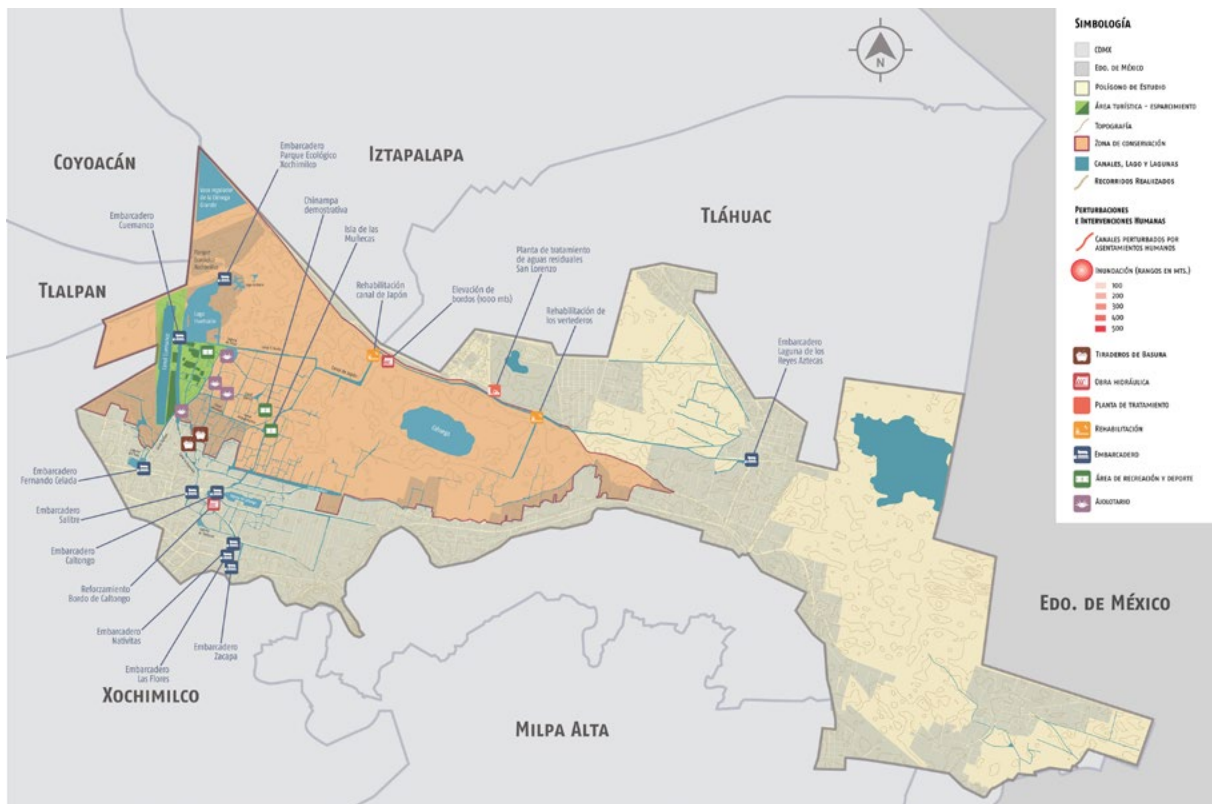 Coyoacán
Iztapalapa
Tláhuac
Tlalpan
Xochimilco
Milpa Alta
Edo. de México
N
Embarcadero
Parque Ecológico
Xochimilco
Chinampa
demostrativa
Isla de las
Muñecas
Embarcadero
Cuemanco
Rehabilitación
canal de Japón
Elevación de
bordos (1000 mts)
Planta de tratamiento
de aguas residuales
San Lorenzo
Rehabilitación de
los vertederos
Embarcadero
Laguna de los
Reyes Aztecas
Embarcadero
Fernando Celada
Embarcadero
Salitre
Embarcadero
Caltongo
Reforzamiento
Bordo de Caltongo
Embarcadero
Nativitas
Embarcadero
Las Flores
Embarcadero
Zacapa
Ciénega
Canal de Japón
Simbología
CDMX
Edo. de México
Polígono de Estudio
Área turística - esparcimiento
Topografía
Zona de conservación
Canales, Lago y Lagunas
Recorridos Realizados
Perturbaciones
e Intervenciones Humanas
Canales perturbados por
asentamientos humanos
Inundación (rangos en mts.)
100
200
300
400
500
Tiraderos de Basura
Obra hidráulica
Planta de tratamiento
Rehabilitación
Embarcadero
Área de recreación y deporte
Ajolotario